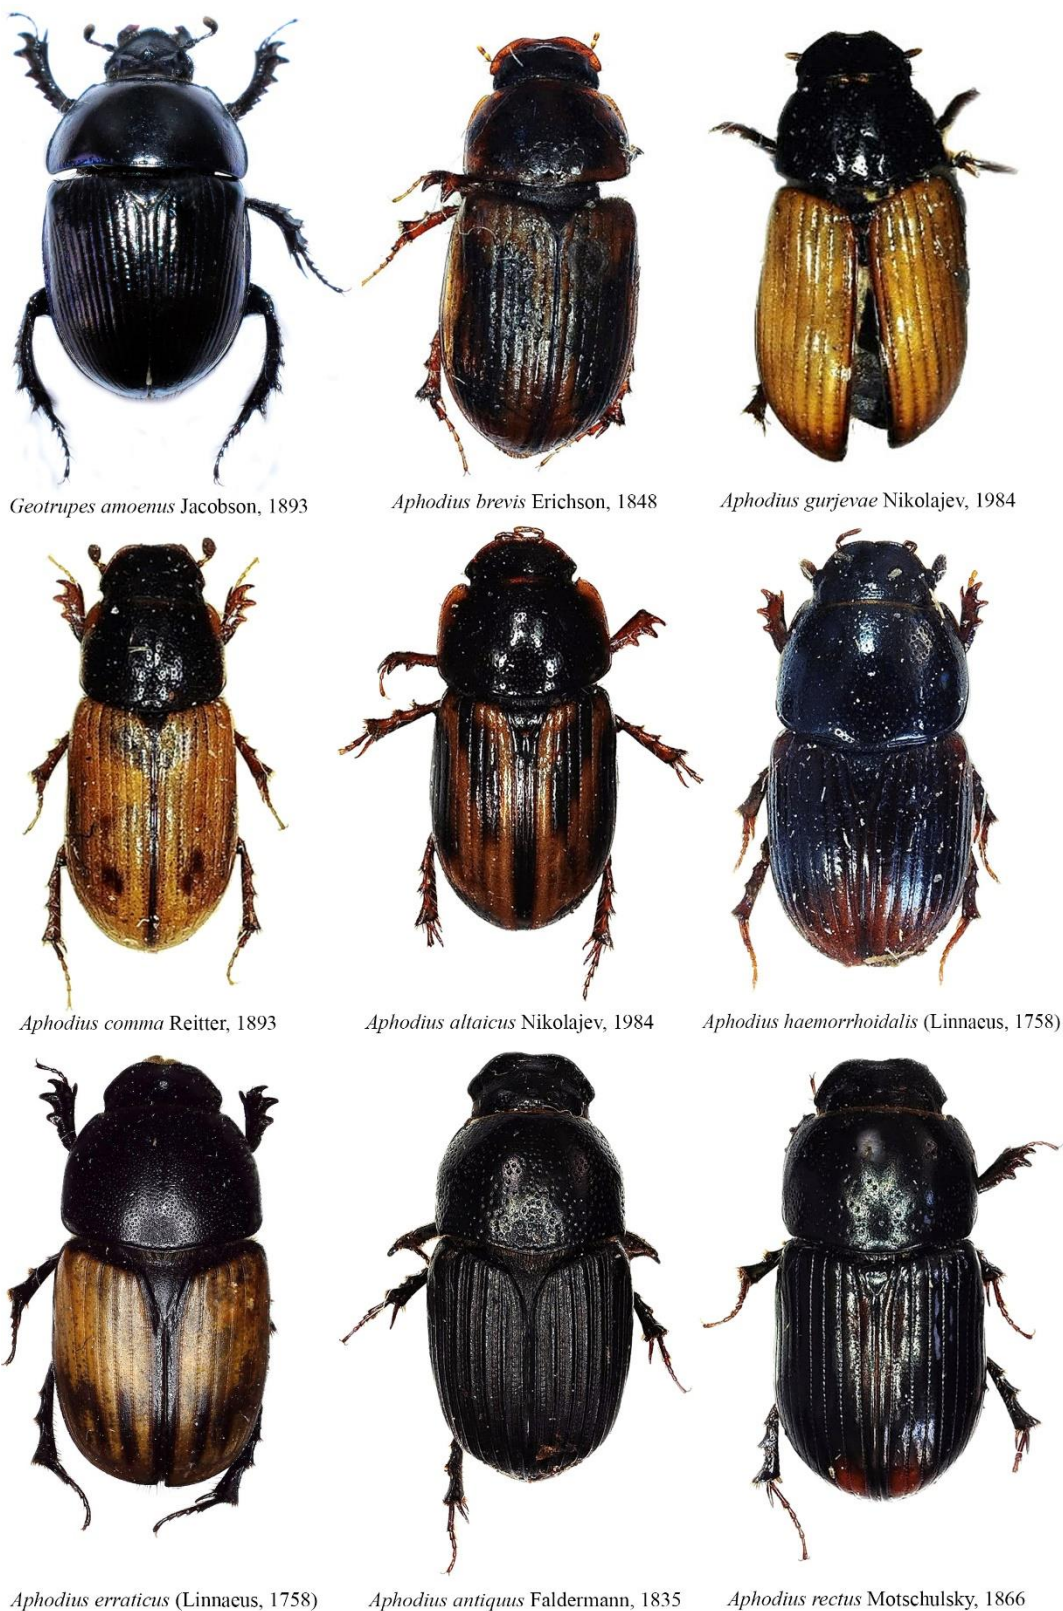 Geotrupes amoenus Jacobson, 1893
Aphodius brevis Erichson, 1848
Aphodius gurjevae Nikolajev, 1984
Aphodius comma Reitter, 1893
Aphodius altaicus Nikolajev, 1984
Aphodius haemorrhoidalis (Linnaeus, 1758)
Aphodius erraticus (Linnaeus, 1758)
Aphodius antiquus Faldermann, 1835
Aphodius rectus Motschulsky, 1866